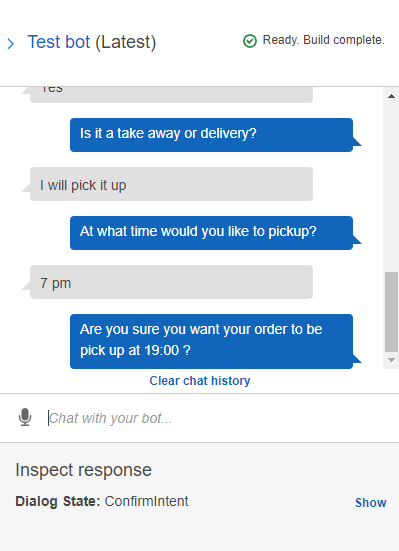 Test bot (Latest)
Ready. Build complete.
Yes
Is it a take away or delivery?
I will pick it up
At what time would you like to pickup?
7 pm
Are you sure you want your order to be
pick up at 19:00 ?
Clear chat history
Chat with your bot...
Inspect response
Dialog State: ConfirmIntent
Show